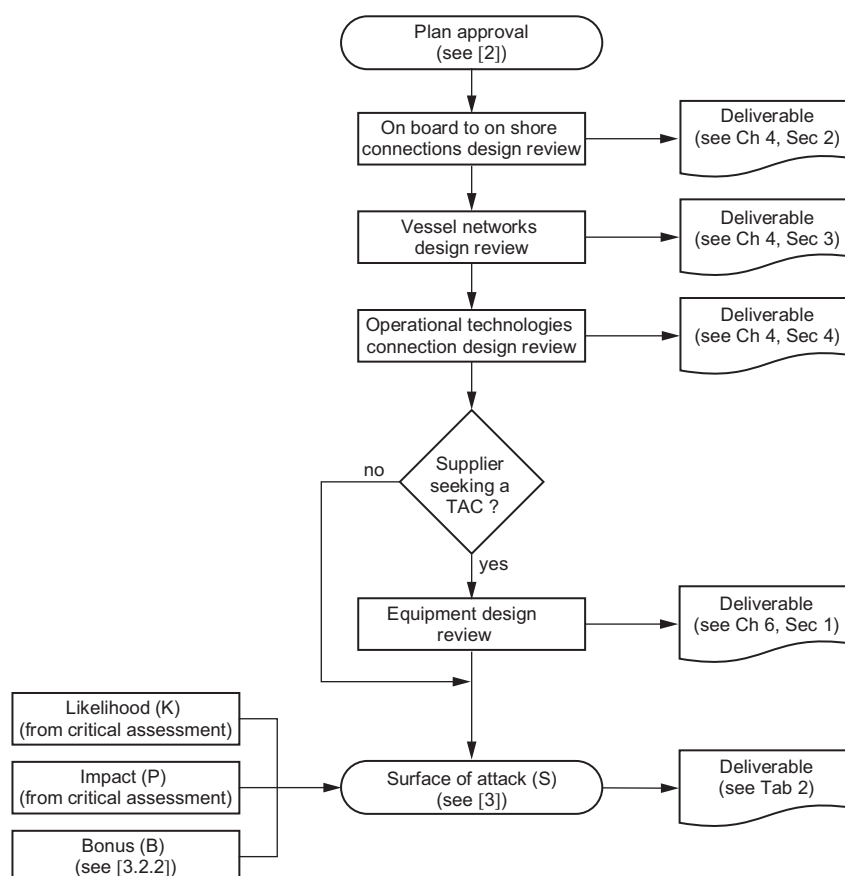 Plan approval
(see [2])
On board to on shore
connections design review
Deliverable
(see Ch 4, Sec 2)
Vessel networks
design review
Deliverable
(see Ch 4, Sec 3)
Operational technologies
connection design review
Deliverable
(see Ch 4, Sec 4)
no
Supplier
seeking a
TAC ?
yes
Equipment design
review
Deliverable
(see Ch 6, Sec 1)
Likelihood (K)
(from critical assessment)
Impact (P)
(from critical assessment)
Bonus (B)
(see [3.2.2])
Surface of attack (S)
(see [3])
Deliverable
(see Tab 2)